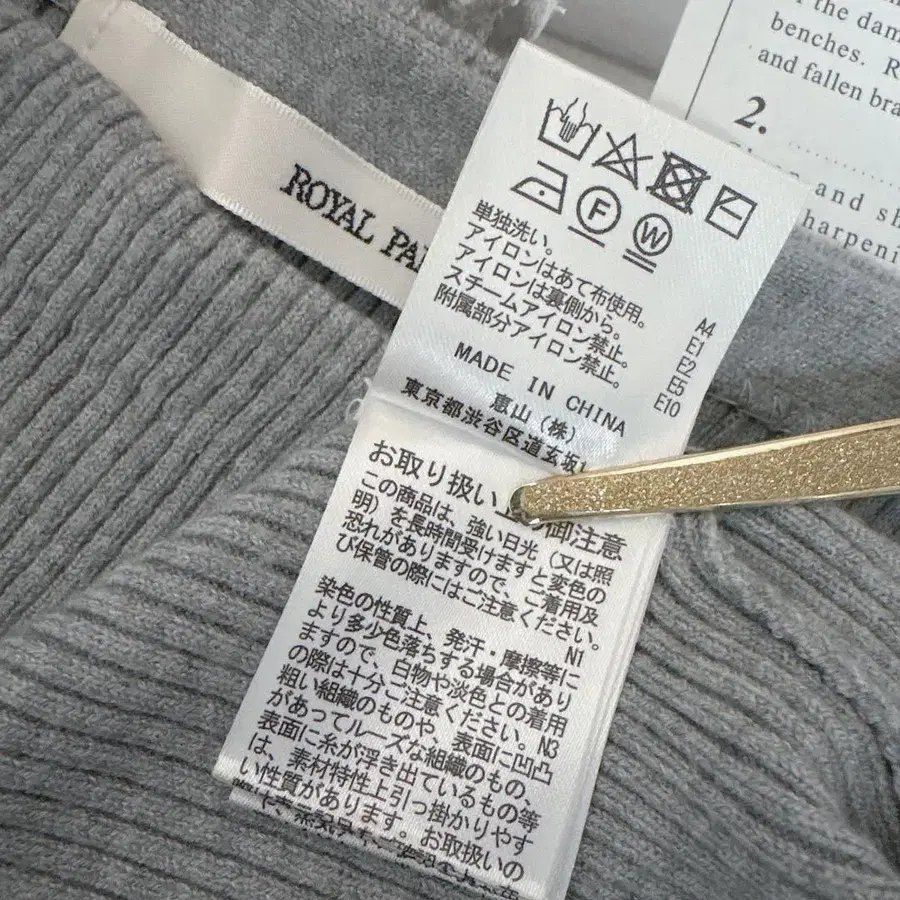 ROYAL PA
of the dam
benches. R
and fallen bra
2.
and sh
harpeni
F
W
単独洗い。
アイロンはあて布使用。
アイロンは裏側から。
スチームアイロン禁止。
附属部分アイロン禁止。
A4
E1
E2
E5
E10
MADE IN CHINA
恵山(株)
東京都渋谷区道玄坂1
お取り扱い 御注意
この商品は、強い日光(又は照
明)を長時間受けますと変色の
恐れがありますので、ご着用及
び保管の際にはご注意ください。
N1
染色の性質上、発汗・摩擦等に
より多少色落ちする場合があり
ますので、白物や淡色との着用
の際は十分ご注意ください。N3
粗い組織のものや、表面に凹凸
があってルーズな組織のもの、
表面に糸が浮き出ているもの等
は、素材特性上引っ掛かりやす
い性質があります。お取扱いの